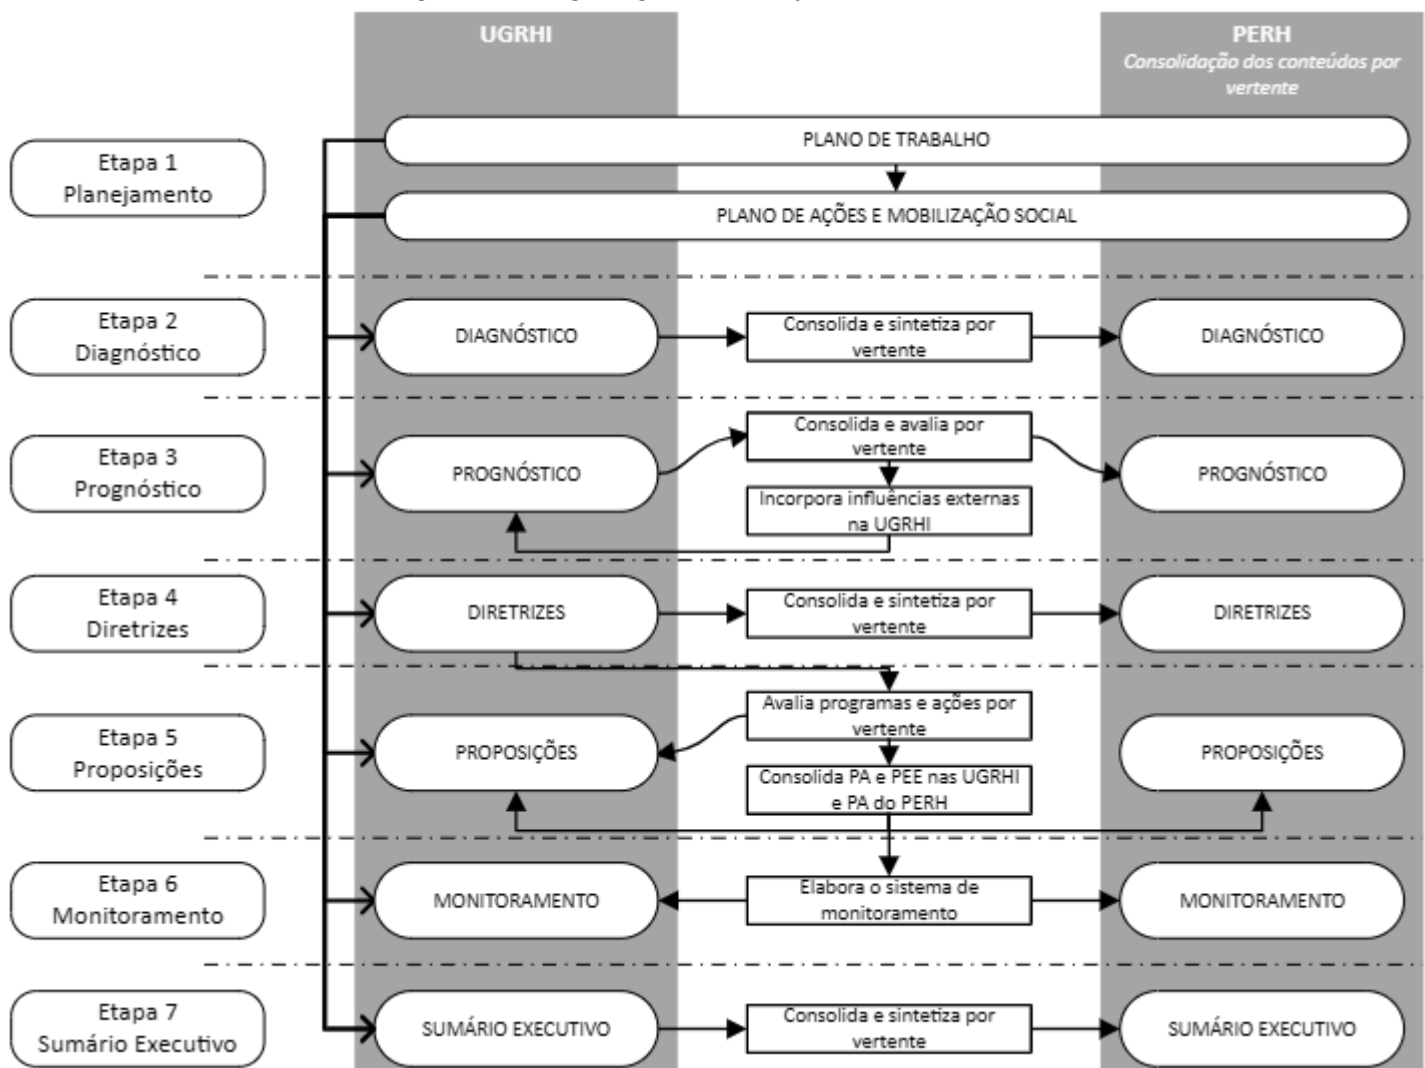 UGRHI
PERH
Consolidação dos conteúdos por
vertente
PLANO DE TRABALHO
Etapa 1
Planejamento
PLANO DE AÇÕES E MOBILIZAÇÃO SOCIAL
Etapa 2
Diagnóstico
DIAGNÓSTICO
Consolida e sintetiza por
vertente
DIAGNÓSTICO
Etapa 3
Prognóstico
PROGNÓSTICO
Consolida e avalia por
vertente
Incorpora influências externas
na UGRHI
PROGNÓSTICO
Etapa 4
Diretrizes
DIRETRIZES
Consolida e sintetiza por
vertente
DIRETRIZES
Etapa 5
Proposições
PROPOSIÇÕES
Avalia programas e ações por
vertente
Consolida PA e PEE nas UGRHI
e PA do PERH
PROPOSIÇÕES
Etapa 6
Monitoramento
MONITORAMENTO
Elabora o sistema de
monitoramento
MONITORAMENTO
Etapa 7
Sumário Executivo
SUMÁRIO EXECUTIVO
Consolida e sintetiza por
vertente
SUMÁRIO EXECUTIVO